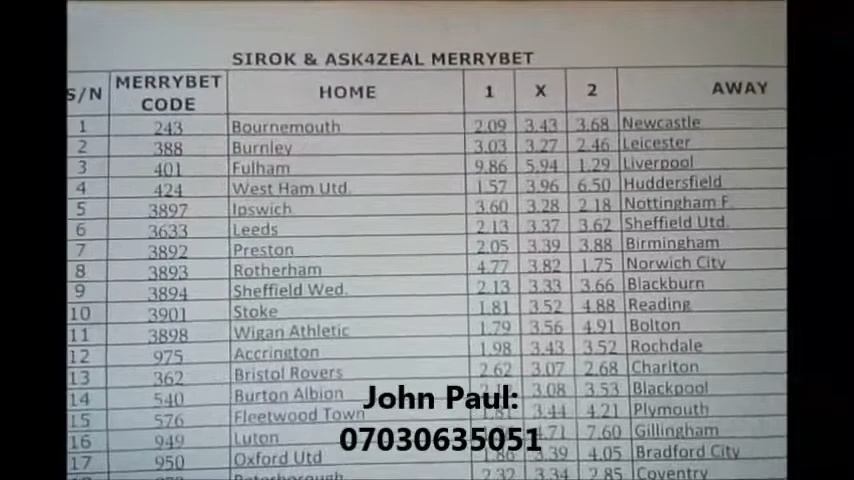 SIROK & ASK4ZEAL MERRYBET
S/N MERRYBET CODE HOME 1 X 2 AWAY
1 243 Bournemouth 2.09 3.43 3.68 Newcastle
2 388 Burnley 3.03 3.27 2.46 Leicester
3 401 Fulham 9.86 5.94 1.29 Liverpool
4 424 West Ham Utd. 1.57 3.96 6.50 Huddersfield
5 3897 Ipswich 3.60 3.28 2.18 Nottingham F.
6 3633 Leeds 2.13 3.37 3.62 Sheffield Utd.
7 3892 Preston 2.05 3.39 3.88 Birmingham
8 3893 Rotherham 4.77 3.82 1.75 Norwich City
9 3894 Sheffield Wed. 2.13 3.33 3.66 Blackburn
10 3901 Stoke 1.81 3.52 4.88 Reading
11 3898 Wigan Athletic 1.79 3.56 4.91 Bolton
12 975 Accrington 1.98 3.43 3.52 Rochdale
13 362 Bristol Rovers 2.62 3.07 2.68 Charlton
14 540 Burton Albion 3.08 3.53 Blackpool
John Paul:
15 576 Fleetwood Town 1.81 3.44 4.21 Plymouth
16 949 Luton 7.60 Gillingham
07030635051
17 950 Oxford Utd 1.86 3.39 4.05 Bradford City
2.32 3.34 2.85 Coventry